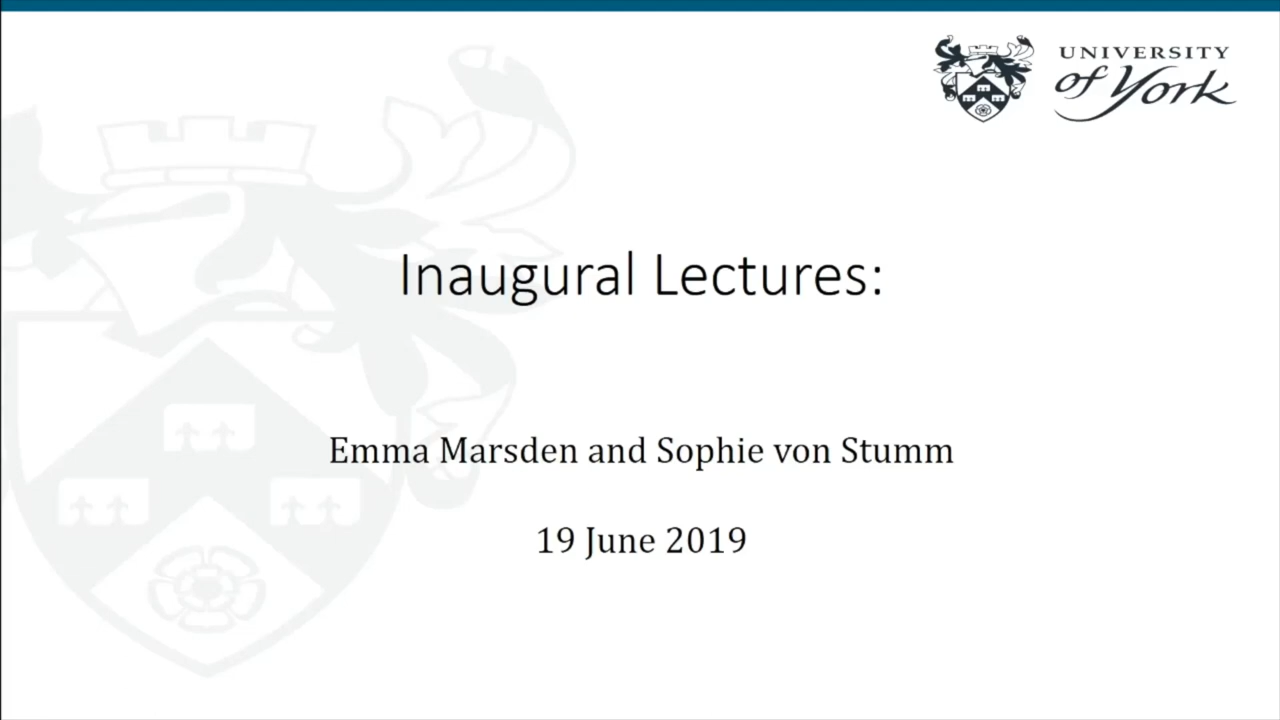 UNIVERSITY
of York
Inaugural Lectures:
Emma Marsden and Sophie von Stumm
19 June 2019